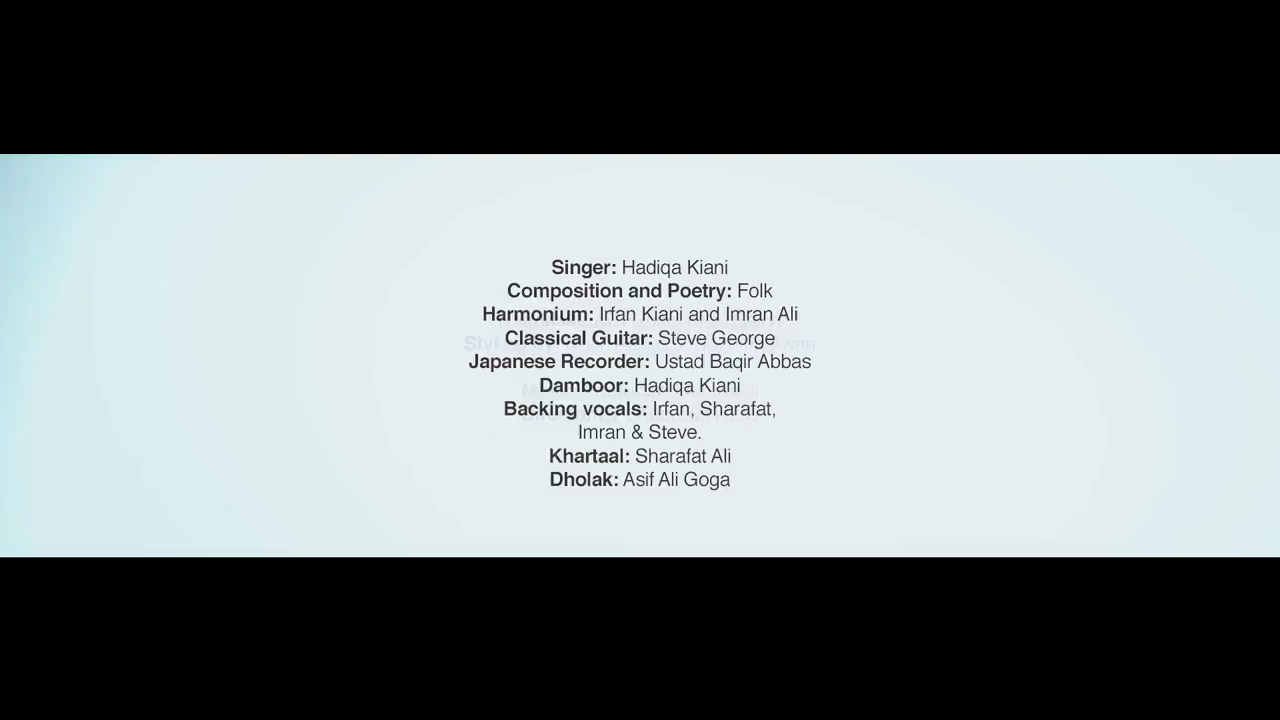 Singer: Hadiqa Kiani
Composition and Poetry: Folk
Harmonium: Irfan Kiani and Imran Ali
Classical Guitar: Steve George
Japanese Recorder: Ustad Baqir Abbas
Damboor: Hadiqa Kiani
Backing vocals: Irfan, Sharafat,
Imran & Steve.
Khartaal: Sharafat Ali
Dholak: Asif Ali Goga